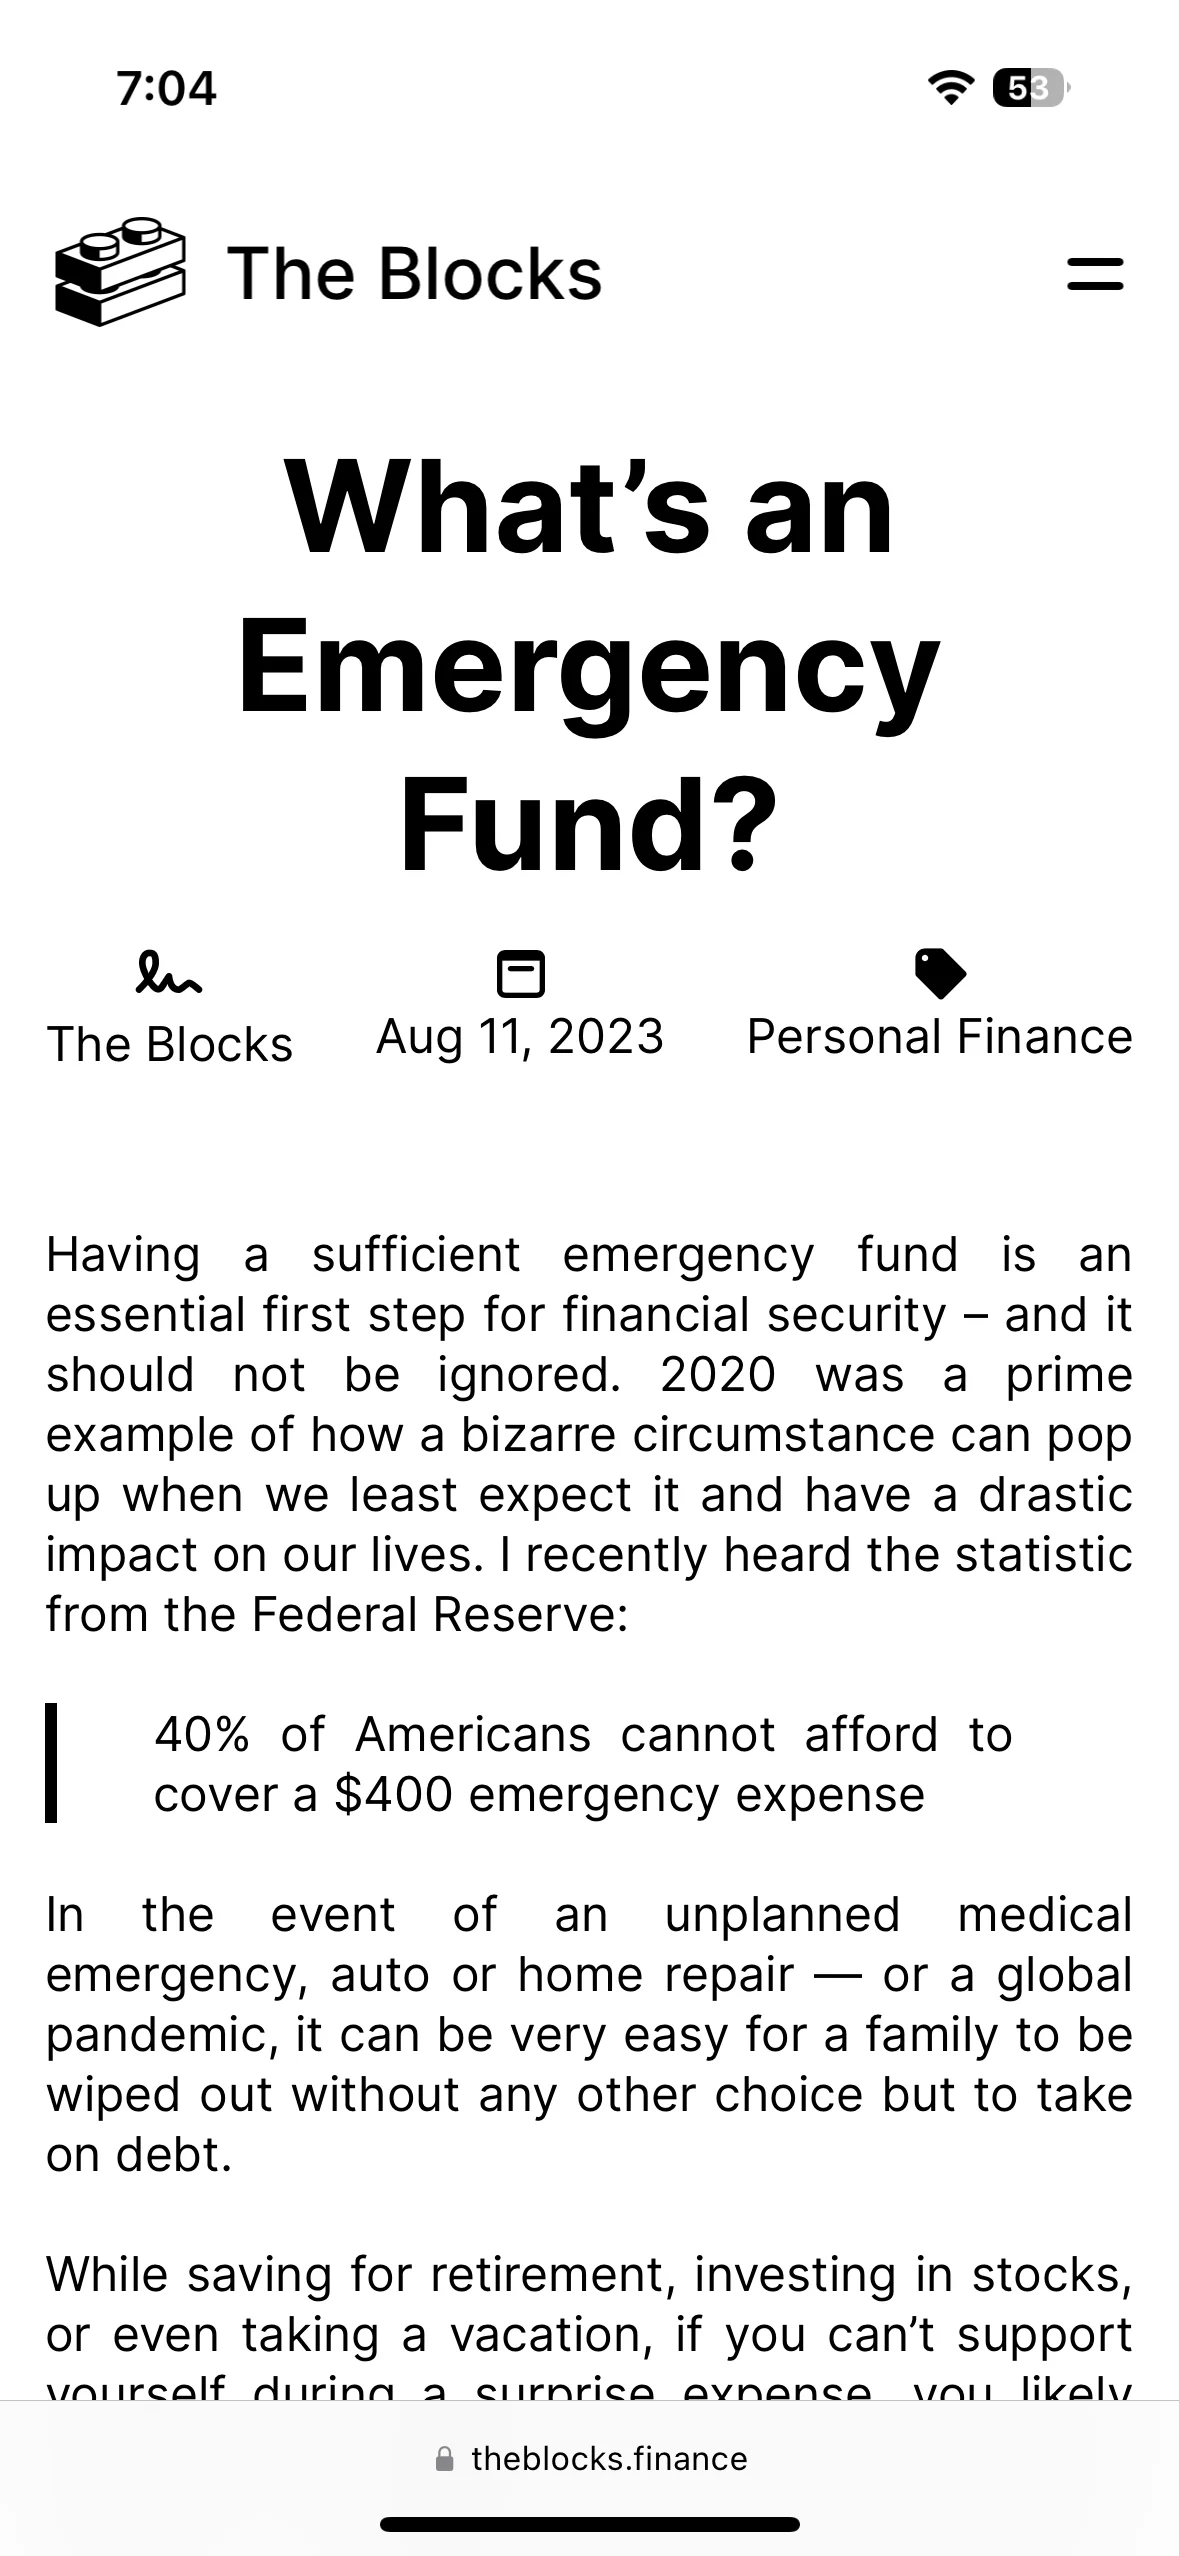 7:04
53
The Blocks
What’s an
Emergency
Fund?
The Blocks
Aug 11, 2023
Personal Finance
Having a sufficient emergency fund is an
essential first step for financial security – and it
should not be ignored. 2020 was a prime
example of how a bizarre circumstance can pop
up when we least expect it and have a drastic
impact on our lives. I recently heard the statistic
from the Federal Reserve:
40% of Americans cannot afford to
cover a $400 emergency expense
In the event of an unplanned medical
emergency, auto or home repair — or a global
pandemic, it can be very easy for a family to be
wiped out without any other choice but to take
on debt.
While saving for retirement, investing in stocks,
or even taking a vacation, if you can’t support
yourself during a surprise expense, you likely
theblocks.finance